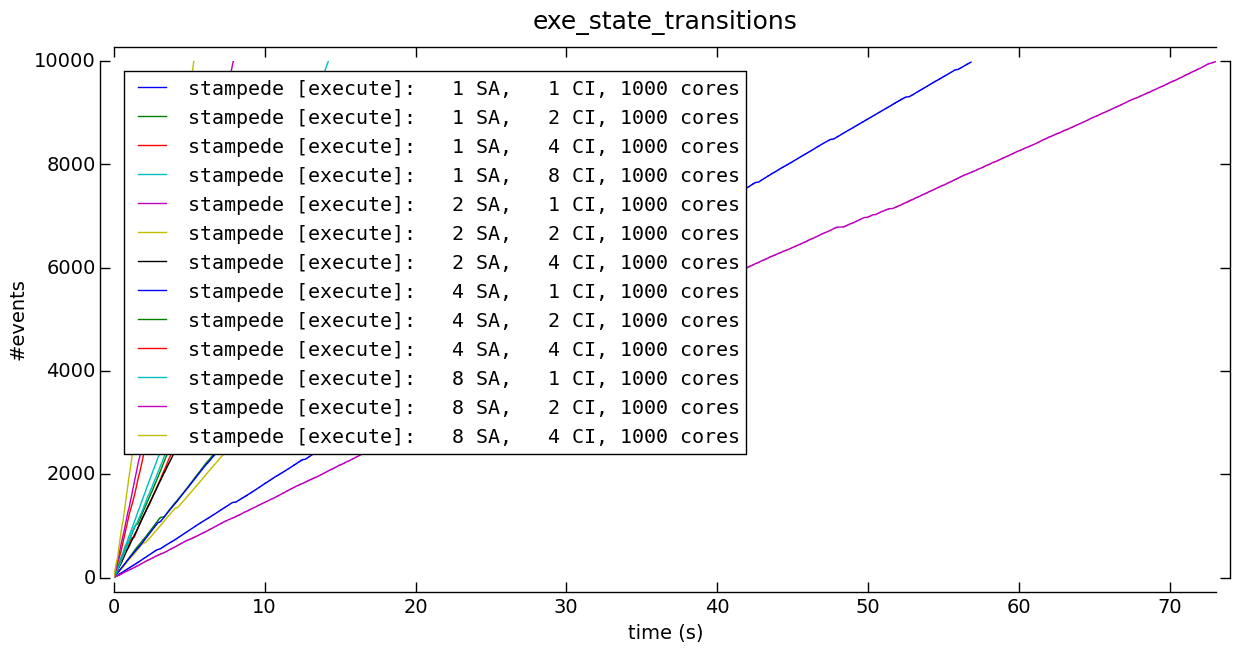 exe_state_transitions
10000
8000
6000
4000
2000
0
#events
stampede [execute]:   1 SA,   1 CI, 1000 cores
stampede [execute]:   1 SA,   2 CI, 1000 cores
stampede [execute]:   1 SA,   4 CI, 1000 cores
stampede [execute]:   1 SA,   8 CI, 1000 cores
stampede [execute]:   2 SA,   1 CI, 1000 cores
stampede [execute]:   2 SA,   2 CI, 1000 cores
stampede [execute]:   2 SA,   4 CI, 1000 cores
stampede [execute]:   4 SA,   1 CI, 1000 cores
stampede [execute]:   4 SA,   2 CI, 1000 cores
stampede [execute]:   4 SA,   4 CI, 1000 cores
stampede [execute]:   8 SA,   1 CI, 1000 cores
stampede [execute]:   8 SA,   2 CI, 1000 cores
stampede [execute]:   8 SA,   4 CI, 1000 cores
0 10 20 30 40 50 60 70
time (s)